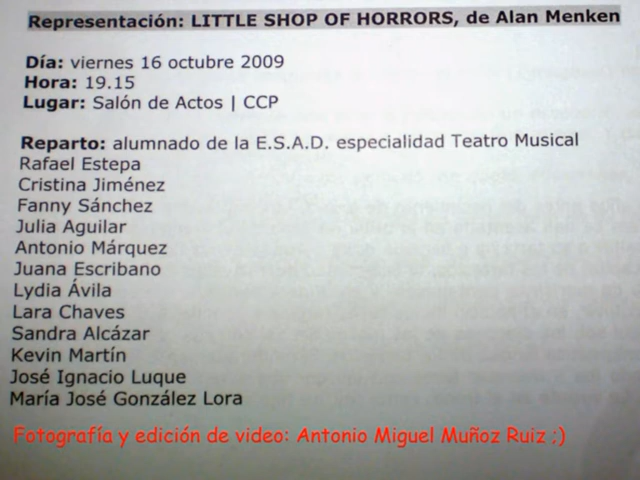 Representación: LITTLE SHOP OF HORRORS, de Alan Menken
Día: viernes 16 octubre 2009
Hora: 19.15
Lugar: Salón de Actos | CCP
Reparto: alumnado de la E.S.A.D. especialidad Teatro Musical
Rafael Estepa
Cristina Jiménez
Fanny Sánchez
Julia Aguilar
Antonio Márquez
Juana Escribano
Lydia Ávila
Lara Chaves
Sandra Alcázar
Kevin Martín
José Ignacio Luque
María José González Lora
Fotografía y edición de video: Antonio Miguel Muñoz Ruiz ;)